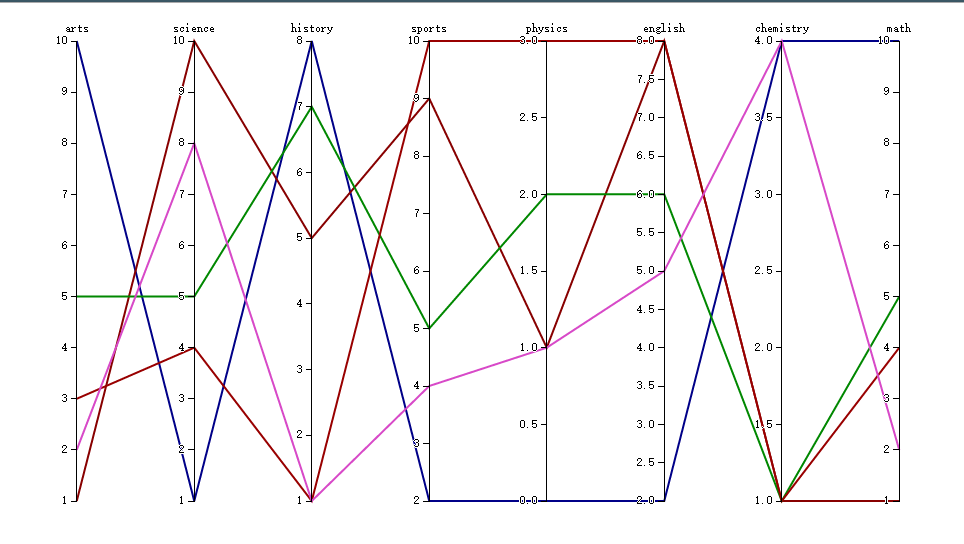 arts science history sports physics english chemistry math
10 10 8 10 3.0 8.0 4.0 10
9 9 7 9 2.5 7.5 3.5 9
8 8 6 8 2.0 7.0 3.0 8
7 7 5 7 1.5 6.5 2.5 7
6 6 4 6 1.0 6.0 2.0 6
5 5 3 5 0.5 5.5 1.5 5
4 4 2 4 0.0 5.0 1.0 4
3 3 1 3 4.5 3
2 2 2 4.0 2
1 1 3.5 1
3.0
2.5
2.0